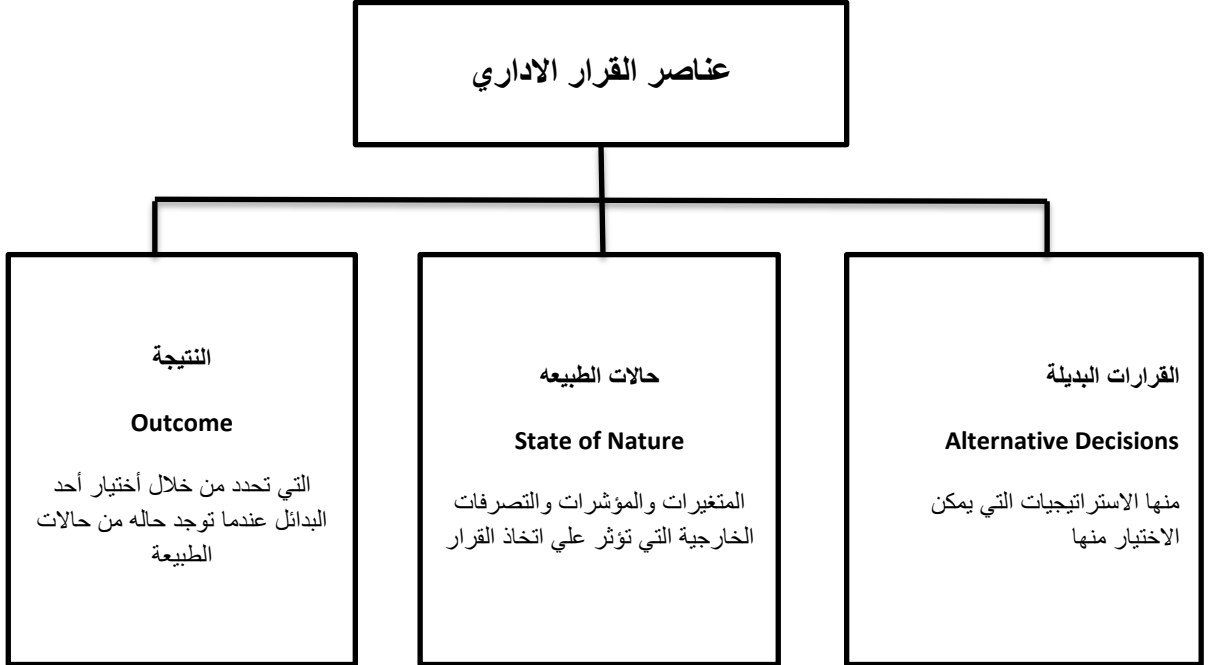 عناصر القرار الاداري
القرارات البديلة
Alternative Decisions
منها الاستراتيجيات التي يمكن
الاختيار منها
حالات الطبيعه
State of Nature
المتغيرات والمؤشرات والتصرفات
الخارجية التي تؤثر علي اتخاذ القرار
النتيجة
Outcome
التي تحدد من خلال أختيار أحد
البدائل عندما توجد حاله من حالات
الطبيعة